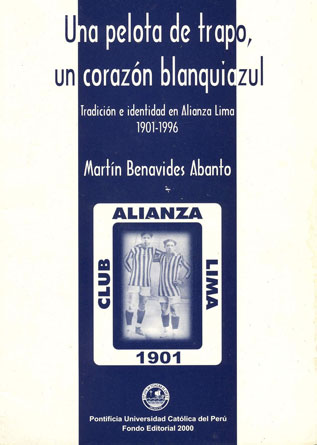 Una pelota de trapo,
un corazón blanquiazul
Tradición e identidad en Alianza Lima
1901-1996
Martín Benavides Abanto
ALIANZA
CLUB
LIMA
1901
Pontificia Universidad Católica del Perú
Fondo Editorial 2000